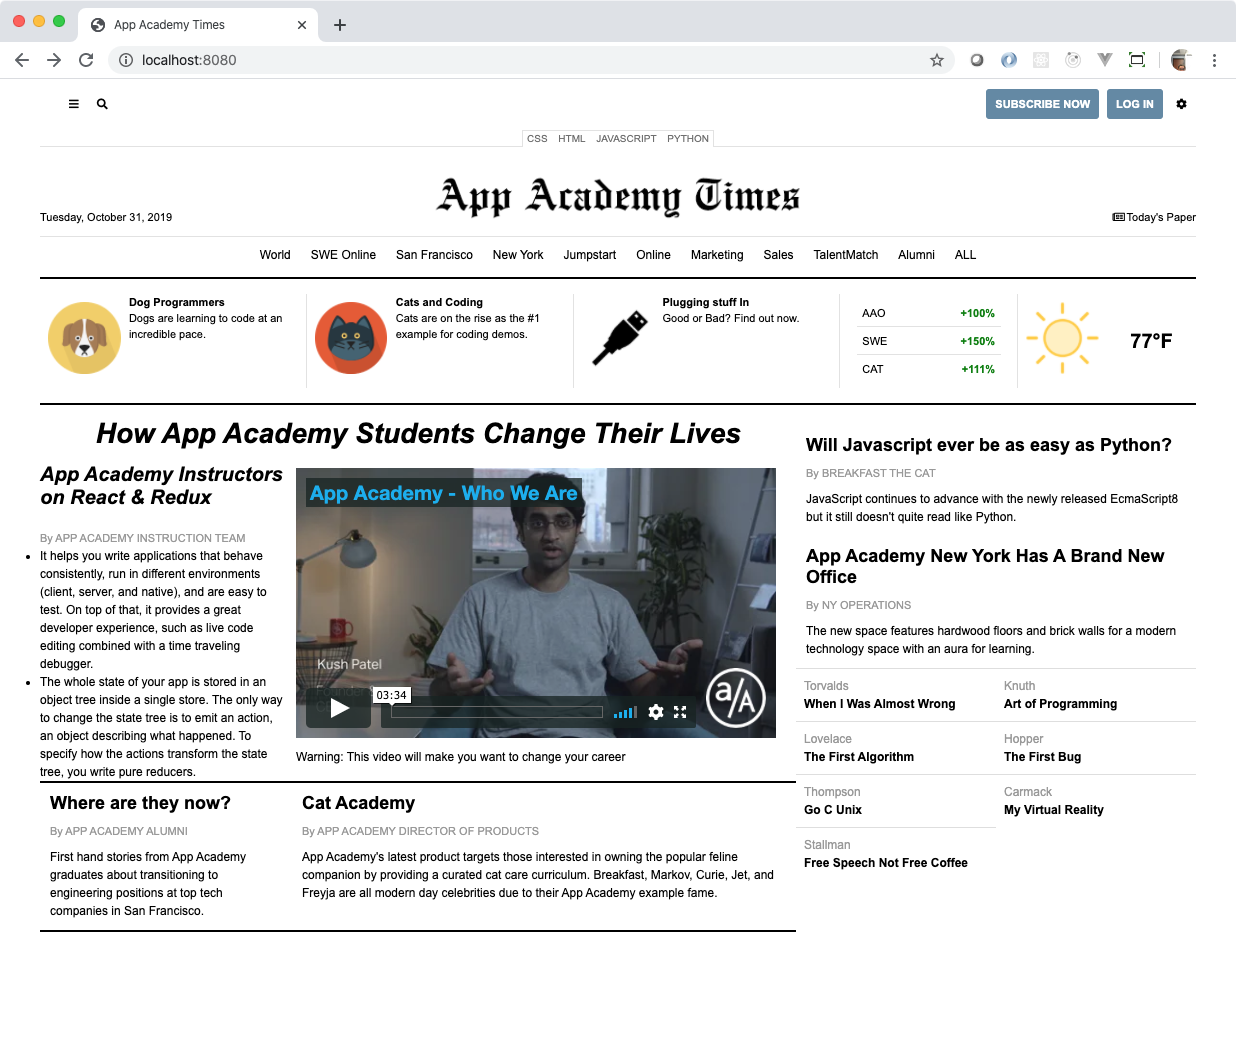 App Academy Times
localhost:8080
SUBSCRIBE NOW LOG IN
CSS HTML JAVASCRIPT PYTHON
App Academy Times
Tuesday, October 31, 2019
Today's Paper
World SWE Online San Francisco New York Jumpstart Online Marketing Sales TalentMatch Alumni ALL
Dog Programmers
Dogs are learning to code at an
incredible pace.
Cats and Coding
Cats are on the rise as the #1
example for coding demos.
Plugging stuff In
Good or Bad? Find out now.
AAO +100%
SWE +150%
CAT +111%
77°F
How App Academy Students Change Their Lives
App Academy Instructors
on React & Redux
By APP ACADEMY INSTRUCTION TEAM
• It helps you write applications that behave
consistently, run in different environments
(client, server, and native), and are easy to
test. On top of that, it provides a great
developer experience, such as live code
editing combined with a time traveling
debugger.
• The whole state of your app is stored in an
object tree inside a single store. The only way
to change the state tree is to emit an action,
an object describing what happened. To
specify how the actions transform the state
tree, you write pure reducers.
App Academy - Who We Are
Kush Patel
03:34
a/A
Warning: This video will make you want to change your career
Where are they now?
By APP ACADEMY ALUMNI
First hand stories from App Academy
graduates about transitioning to
engineering positions at top tech
companies in San Francisco.
Cat Academy
By APP ACADEMY DIRECTOR OF PRODUCTS
App Academy's latest product targets those interested in owning the popular feline
companion by providing a curated cat care curriculum. Breakfast, Markov, Curie, Jet, and
Freyja are all modern day celebrities due to their App Academy example fame.
Will Javascript ever be as easy as Python?
By BREAKFAST THE CAT
JavaScript continues to advance with the newly released EcmaScript8
but it still doesn't quite read like Python.
App Academy New York Has A Brand New
Office
By NY OPERATIONS
The new space features hardwood floors and brick walls for a modern
technology space with an aura for learning.
Torvalds
When I Was Almost Wrong
Knuth
Art of Programming
Lovelace
The First Algorithm
Hopper
The First Bug
Thompson
Go C Unix
Carmack
My Virtual Reality
Stallman
Free Speech Not Free Coffee